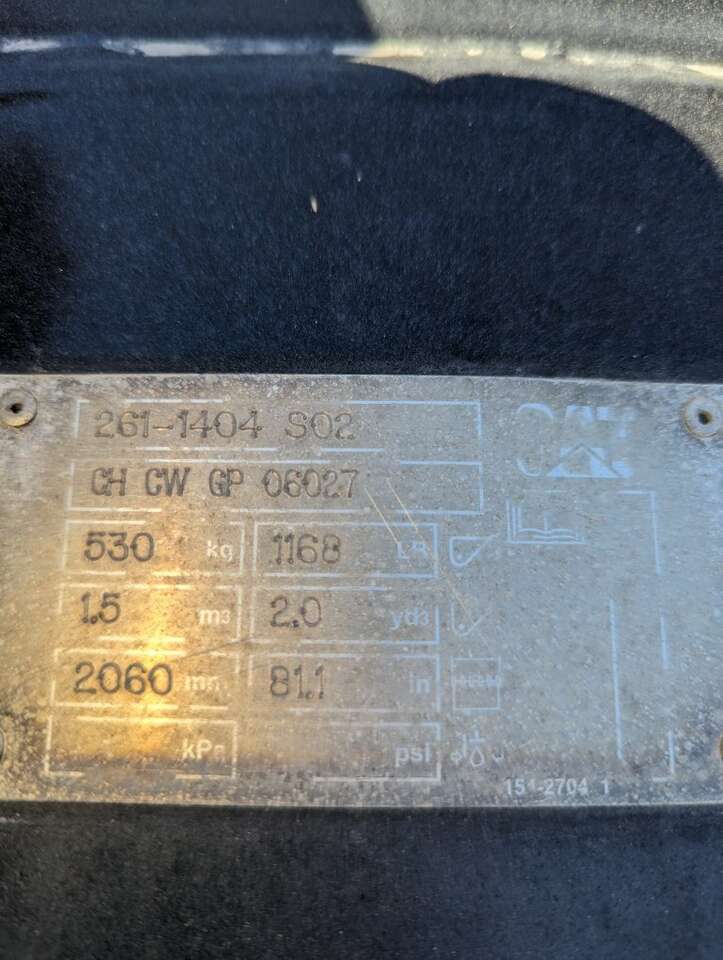 261-1404 S02
CAT
GH CW GP 06027
530 kg 1168 LB
1.5 m3 2.0 yd3
2060 mm 81.1 in
kPa psi
151-2704 1